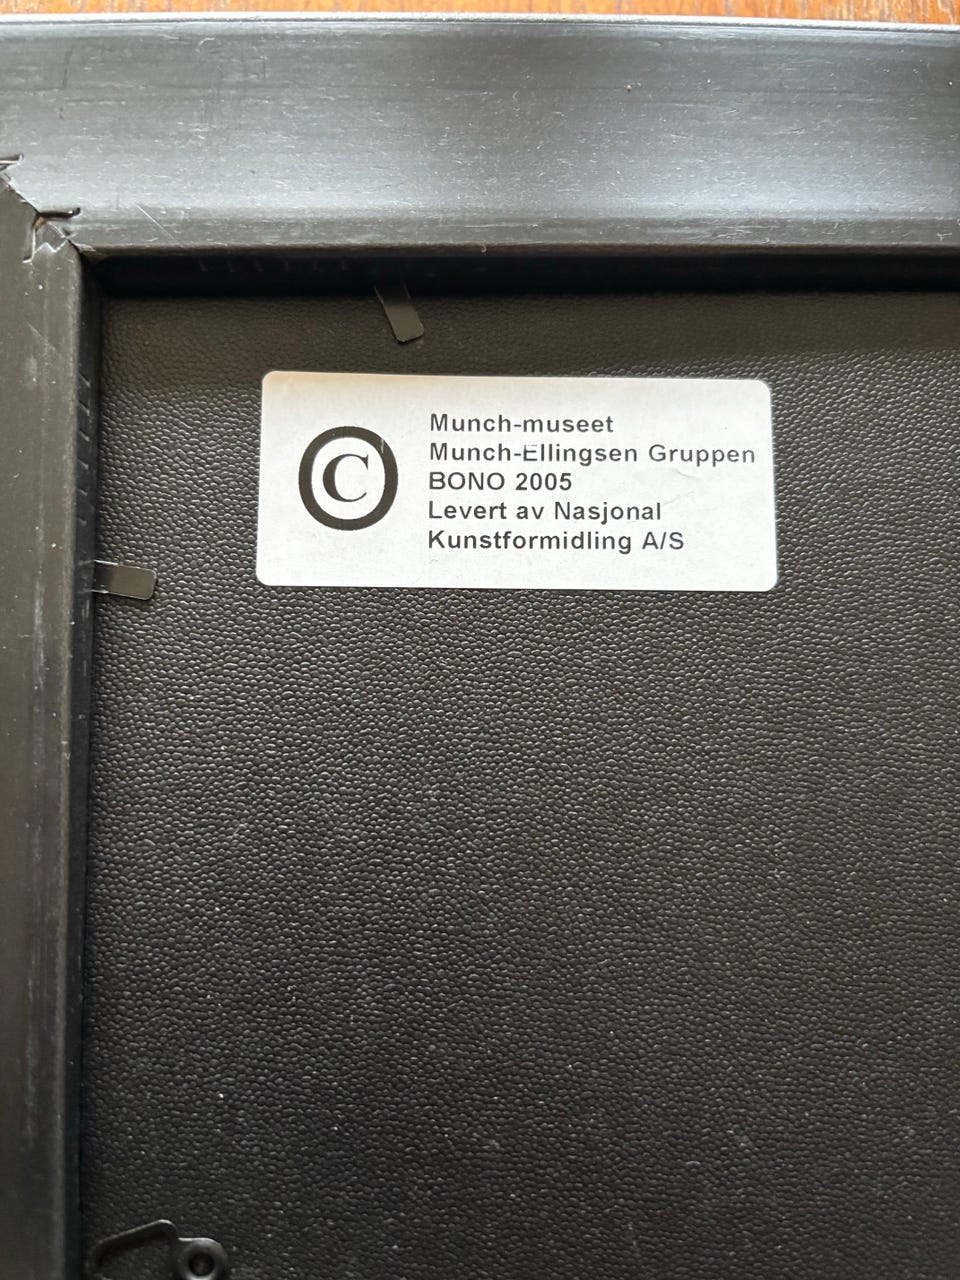 ©
Munch-museet
Munch-Ellingsen Gruppen
BONO 2005
Levert av Nasjonal
Kunstformidling A/S